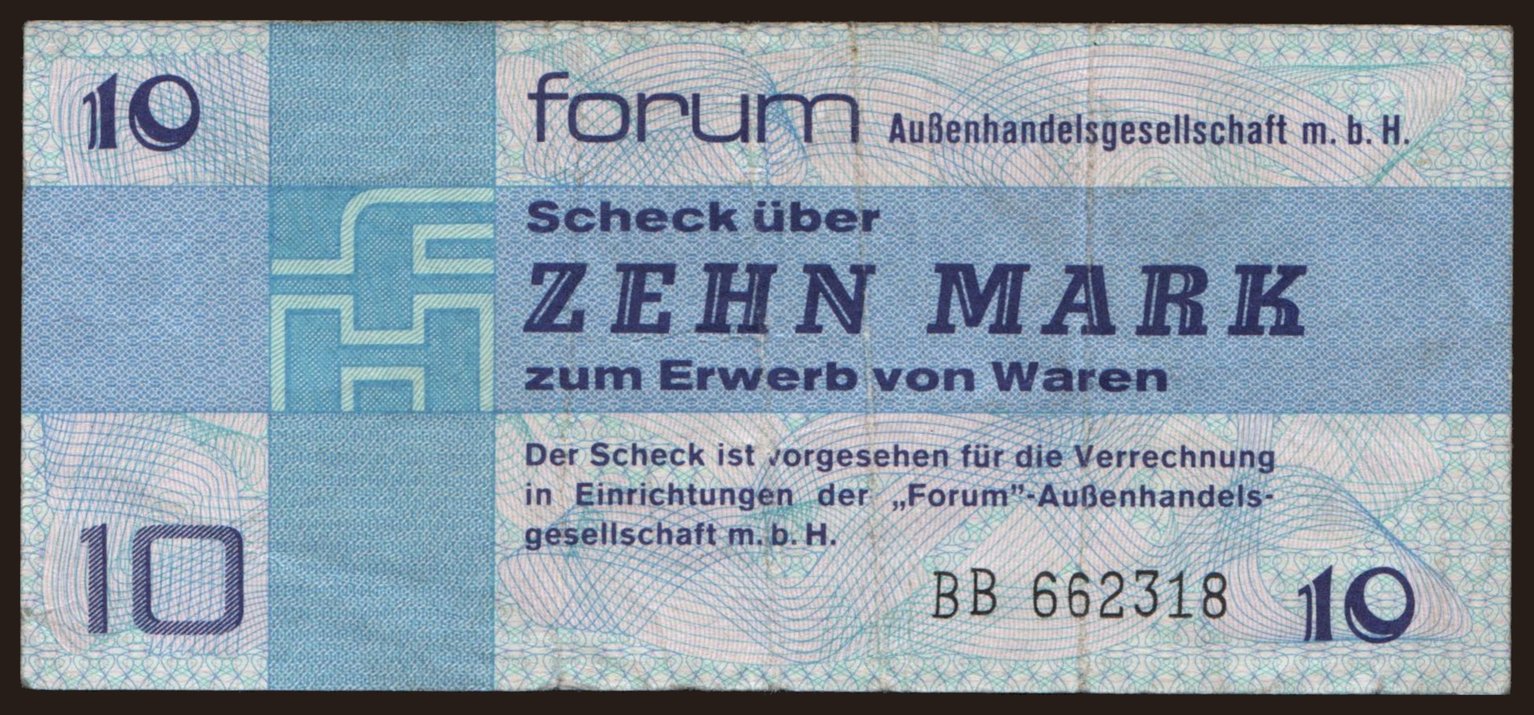 10
forum Außenhandelsgesellschaft m. b. H.
Scheck über
ZEHN MARK
zum Erwerb von Waren
Der Scheck ist vorgesehen für die Verrechnung
in Einrichtungen der „Forum”-Außenhandels-
gesellschaft m. b. H.
10
BB 662318
10